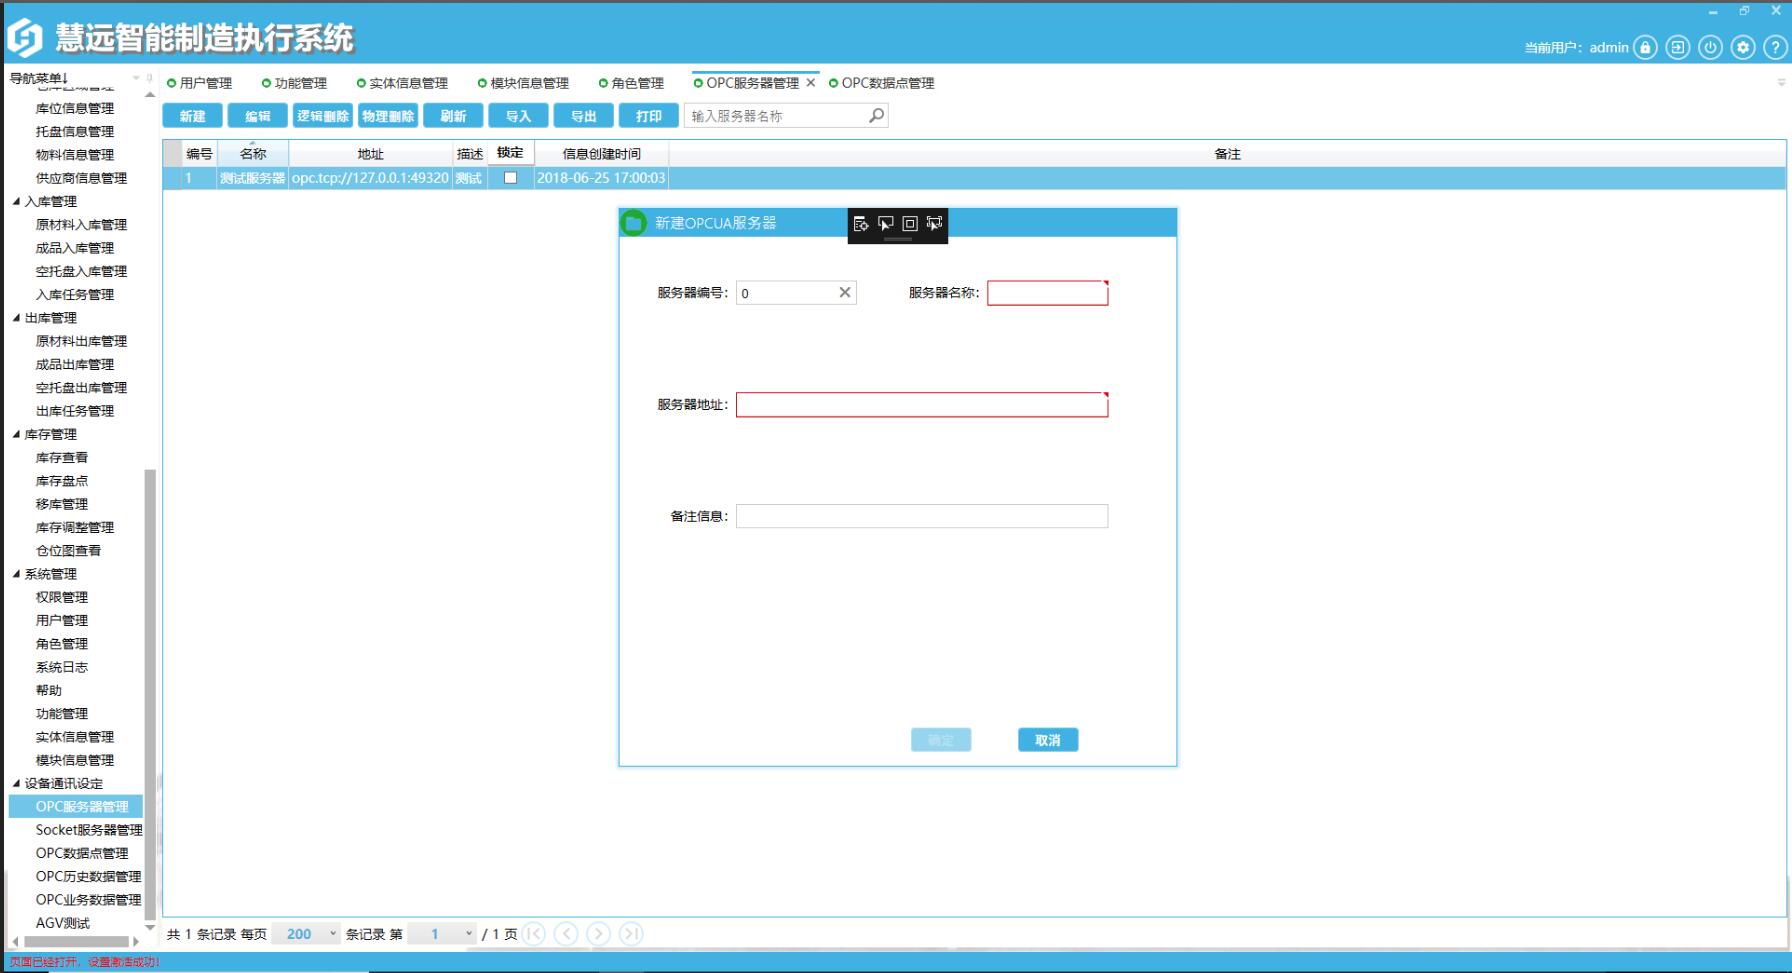 慧远智能制造执行系统
当前用户: admin
导航菜单↓
用户管理
功能管理
实体信息管理
模块信息管理
角色管理
OPC服务器管理
OPC数据点管理
新建
编辑
逻辑删除
物理删除
刷新
导入
导出
打印
输入服务器名称
库位信息管理
托盘信息管理
物料信息管理
供应商信息管理
入库管理
原材料入库管理
成品入库管理
空托盘入库管理
入库任务管理
出库管理
原材料出库管理
成品出库管理
空托盘出库管理
出库任务管理
库存管理
库存查看
库存盘点
移库管理
库存调整管理
仓位图查看
系统管理
权限管理
用户管理
角色管理
系统日志
帮助
功能管理
实体信息管理
模块信息管理
设备通讯设定
OPC服务器管理
Socket服务器管理
OPC数据点管理
OPC历史数据管理
OPC业务数据管理
AGV测试
编号 名称 地址 描述 锁定 信息创建时间 备注
1 测试服务器 opc.tcp://127.0.0.1:49320 测试 2018-06-25 17:00:03
新建OPCUA服务器
服务器编号: 0
服务器名称:
服务器地址:
备注信息:
确定
取消
共 1 条记录 每页 200 条记录 第 1 / 1 页
页面已经打开，设置激活成功!